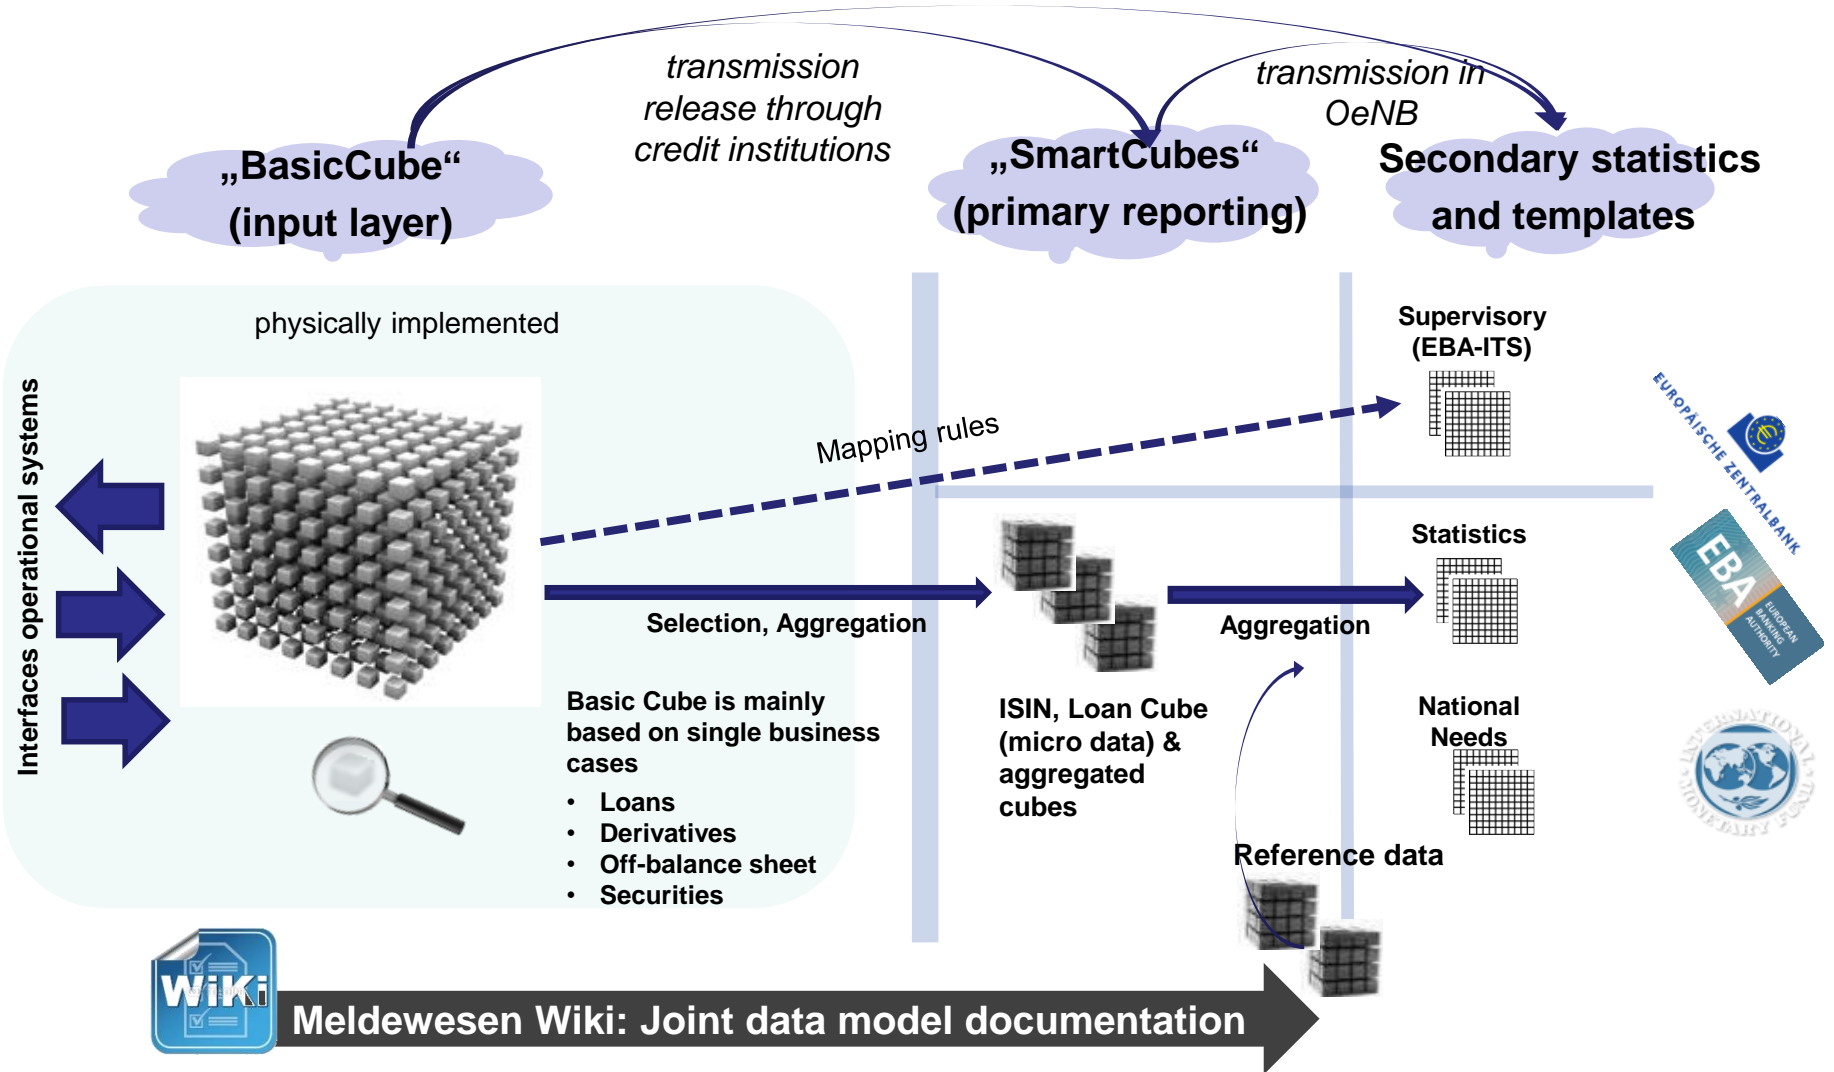 transmission
release through
credit institutions
transmission in
OeNB
„BasicCube“
(input layer)
„SmartCubes“
(primary reporting)
Secondary statistics
and templates
physically implemented
Interfaces operational systems
Mapping rules
Selection, Aggregation
Basic Cube is mainly
based on single business
cases
• Loans
• Derivatives
• Off-balance sheet
• Securities
ISIN, Loan Cube
(micro data) &
aggregated
cubes
Aggregation
Reference data
Supervisory
(EBA-ITS)
Statistics
National
Needs
EUROPÄISCHE ZENTRALBANK
EBA
EUROPEAN
BANKING
AUTHORITY
INTERNATIONAL
MONETARY FUND
WiKi
Meldewesen Wiki: Joint data model documentation